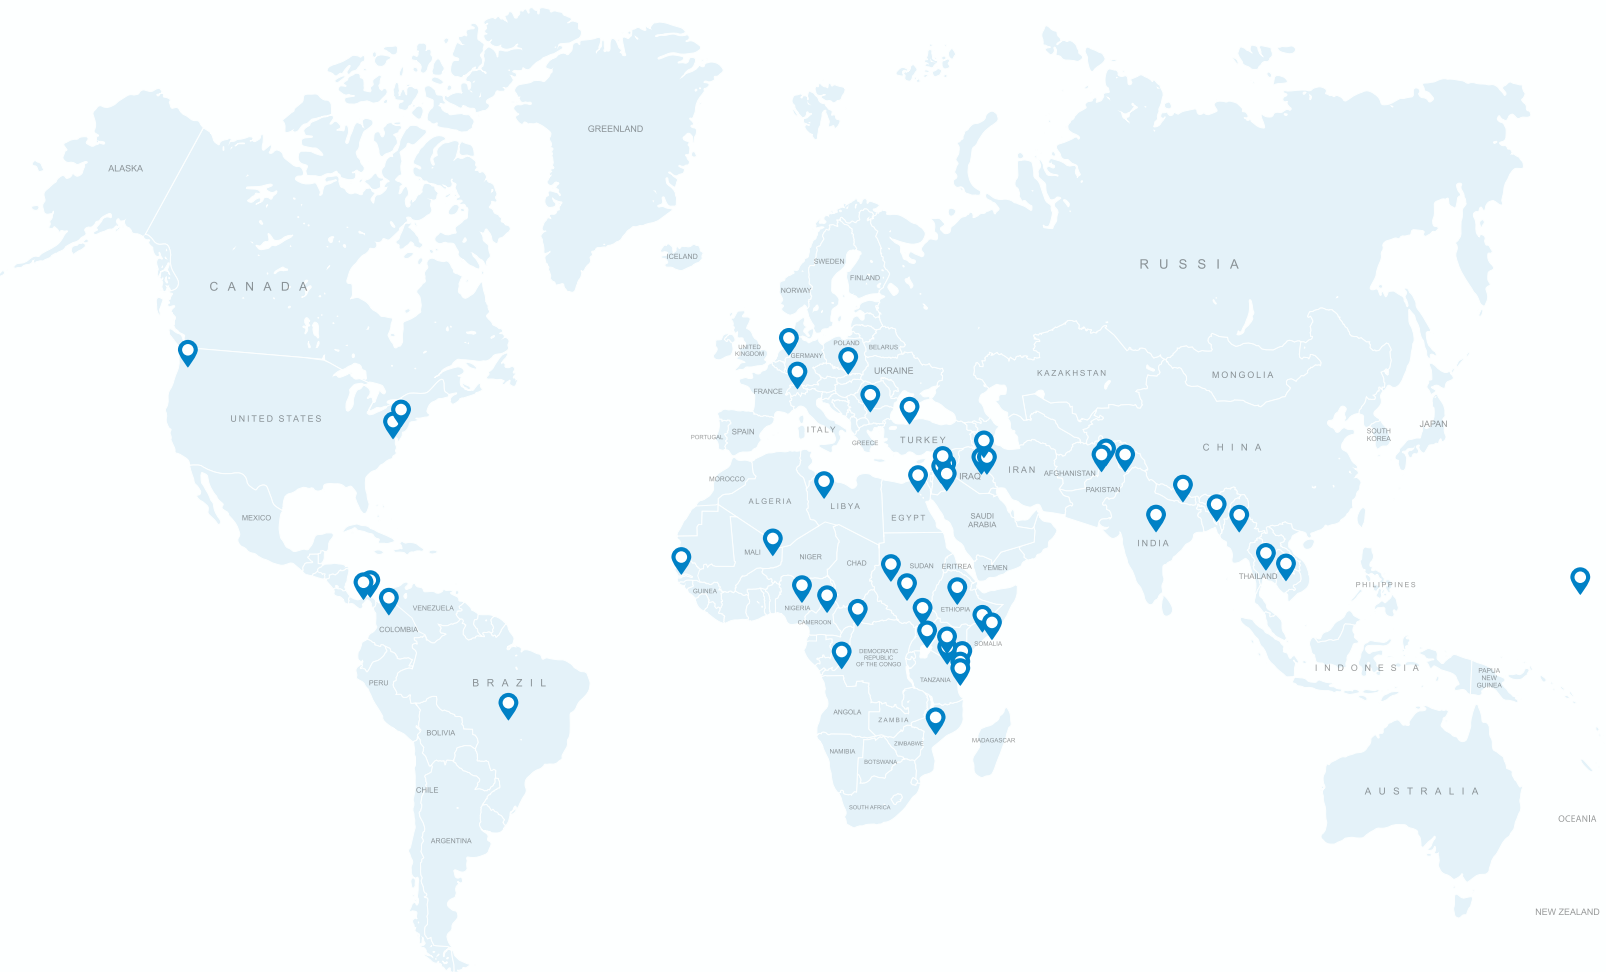 GREENLAND
ALASKA
ICELAND
SWEDEN
RUSSIA
FINLAND
CANADA
NORWAY
UNITED
KINGDOM
POLAND
BELARUS
GERMANY
UKRAINE
KAZAKHSTAN
MONGOLIA
FRANCE
UNITED STATES
JAPAN
ITALY
SPAIN
PORTUGAL
SOUTH
KOREA
TURKEY
GREECE
CHINA
IRAN
AFGHANISTAN
IRAQ
MOROCCO
PAKISTAN
ALGERIA
LIBYA
MEXICO
EGYPT
SAUDI
ARABIA
INDIA
MALI
NIGER
CHAD
SUDAN
ERITREA
YEMEN
THAILAND
PHILIPPINES
GUINEA
NIGERIA
ETHIOPIA
VENEZUELA
CAMEROON
COLOMBIA
SOMALIA
DEMOCRATIC
REPUBLIC
OF THE CONGO
INDONESIA
PAPUA
NEW
GUINEA
PERU
BRAZIL
TANZANIA
ANGOLA
ZAMBIA
BOLIVIA
MADAGASCAR
ZIMBABWE
NAMIBIA
BOTSWANA
CHILE
AUSTRALIA
SOUTH AFRICA
OCEANIA
ARGENTINA
NEW ZEALAND